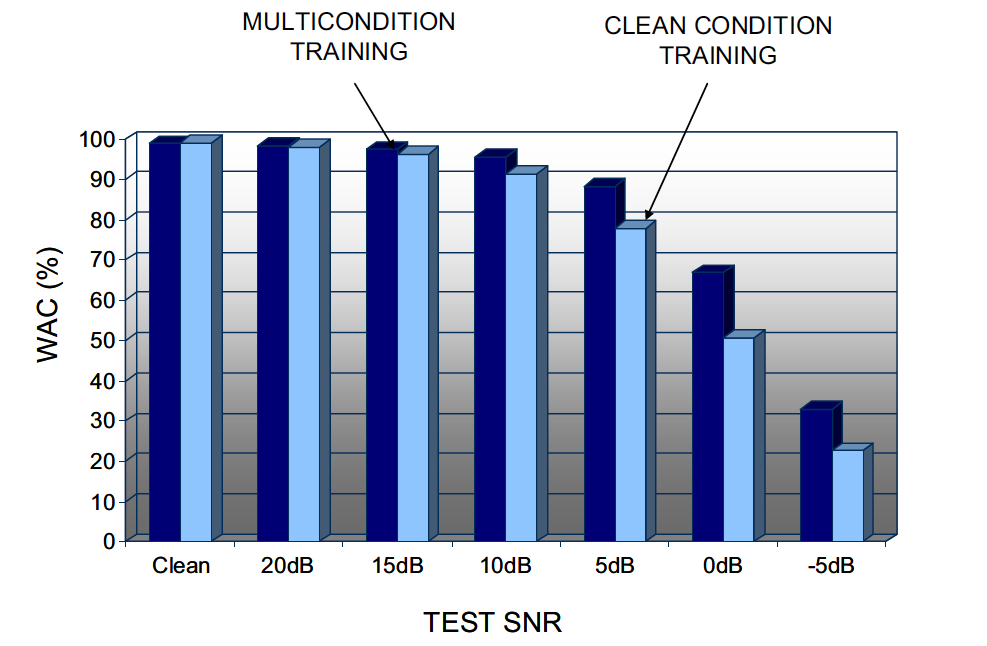 MULTICONDITION
TRAINING
CLEAN CONDITION
TRAINING
100
90
80
70
60
50
40
30
20
10
0
WAC (%)
Clean 20dB 15dB 10dB 5dB 0dB -5dB
TEST SNR